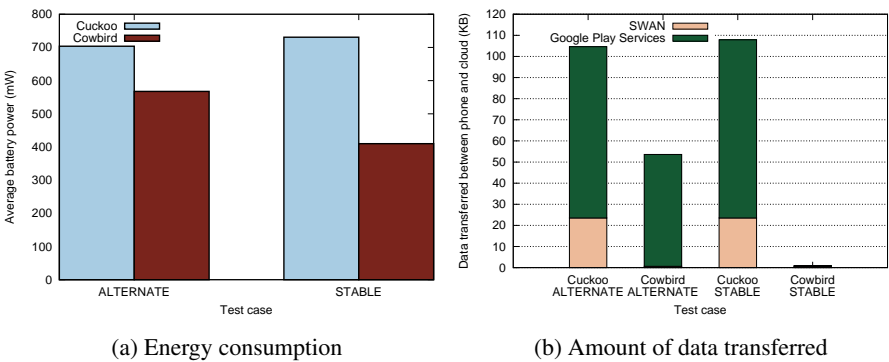 Cuckoo
Cowbird
800
700
600
500
400
300
200
100
0
Average battery power (mW)
ALTERNATE
STABLE
Test case
(a) Energy consumption
SWAN
Google Play Services
120
110
100
90
80
70
60
50
40
30
20
10
0
Data transferred between phone and cloud (KB)
Cuckoo
ALTERNATE
Cowbird
ALTERNATE
Cuckoo
STABLE
Cowbird
STABLE
Test case
(b) Amount of data transferred